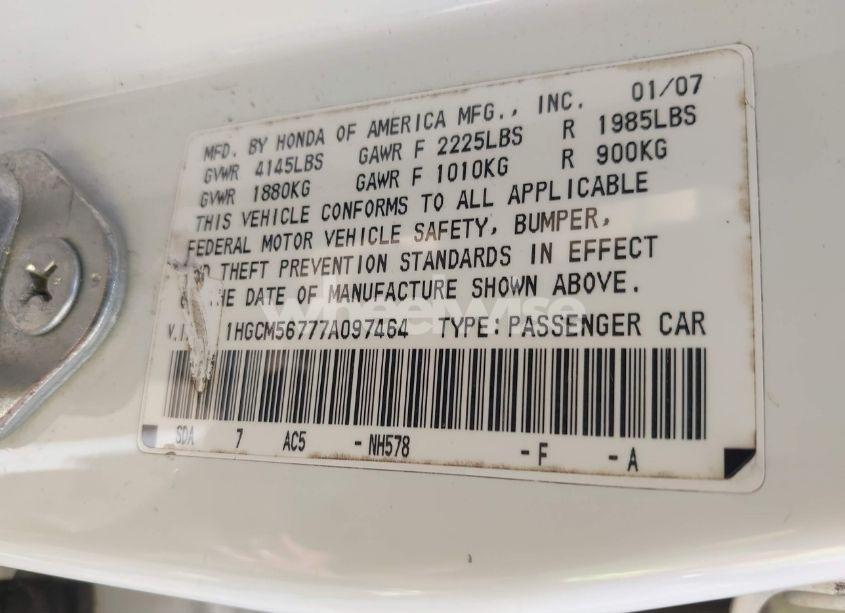 MFD. BY HONDA OF AMERICA MFG., INC. 01/07
GVWR 4145LBS GAWR F 2225LBS R 1985LBS
GVWR 1880KG GAWR F 1010KG R 900KG
THIS VEHICLE CONFORMS TO ALL APPLICABLE
FEDERAL MOTOR VEHICLE SAFETY, BUMPER,
THEFT PREVENTION STANDARDS IN EFFECT
THE DATE OF MANUFACTURE SHOWN ABOVE.
wheelwise
V.I 1HGCM56777A097464 TYPE: PASSENGER CAR
SDA 7 AC5 -NH578 -F -A